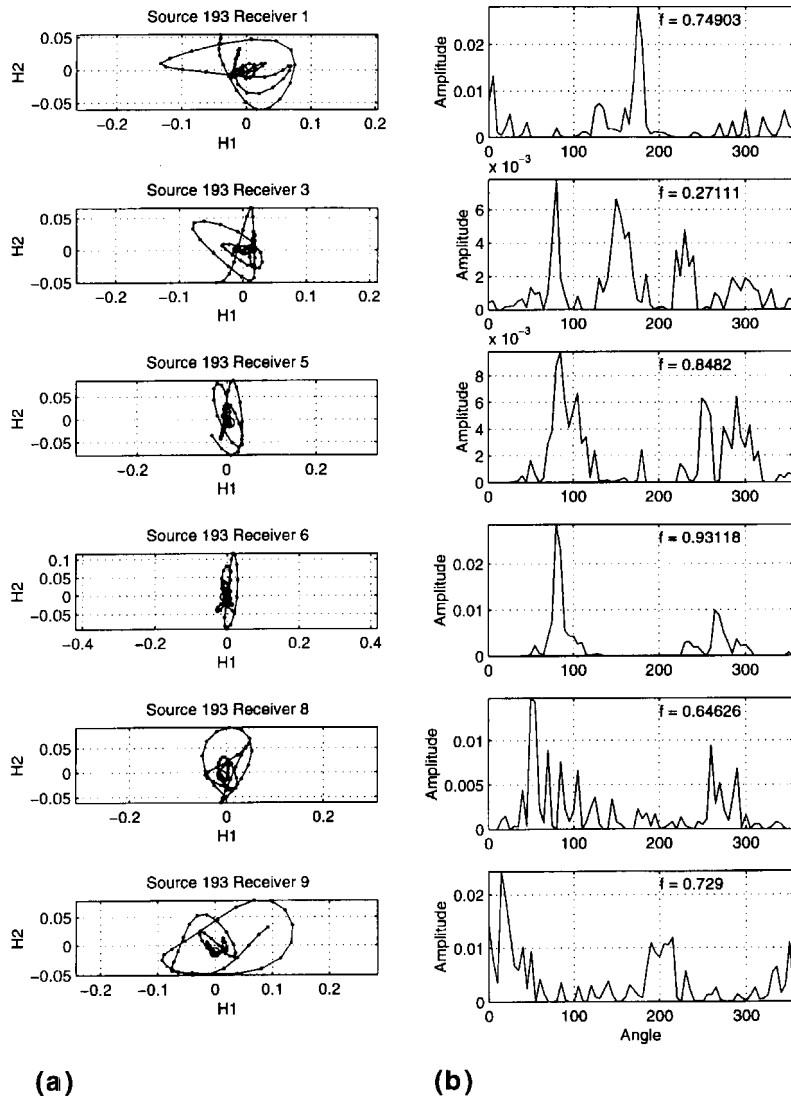 Source 193 Receiver 1
0.05
0
−0.05
H2
−0.2 −0.1 0 0.1 0.2
H1
0.02
0.01
0
Amplitude
f = 0.74903
0 100 200 300
Source 193 Receiver 3
0.05
0
−0.05
H2
−0.2 −0.1 0 0.1 0.2
H1
x 10⁻³
6
4
2
0
Amplitude
f = 0.27111
0 100 200 300
Source 193 Receiver 5
0.05
0
−0.05
H2
−0.2 0 0.2
H1
x 10⁻³
8
6
4
2
0
Amplitude
f = 0.8482
0 100 200 300
Source 193 Receiver 6
0.1
0.05
0
−0.05
H2
−0.4 −0.2 0 0.2 0.4
H1
0.02
0.01
0
Amplitude
f = 0.93118
0 100 200 300
Source 193 Receiver 8
0.05
0
−0.05
H2
−0.2 0 0.2
H1
0.01
0.005
0
Amplitude
f = 0.64626
0 100 200 300
Source 193 Receiver 9
0.05
0
−0.05
H2
−0.2 −0.1 0 0.1 0.2
H1
0.02
0.01
0
Amplitude
f = 0.729
0 100 200 300
Angle
(a)
(b)